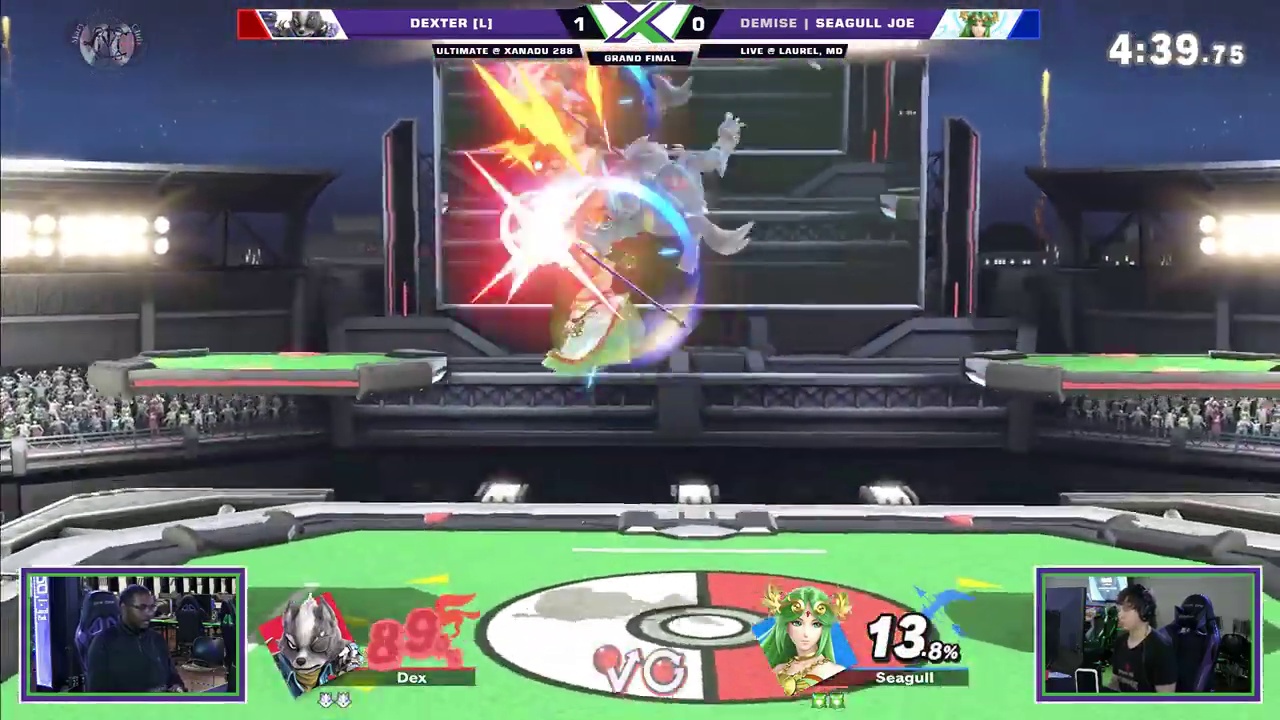 DEXTER [L]
1
0
DEMISE | SEAGULL JOE
ULTIMATE @ XANADU 288
GRAND FINAL
LIVE @ LAUREL, MD
4:39.75
89
Dex
13.8%
Seagull